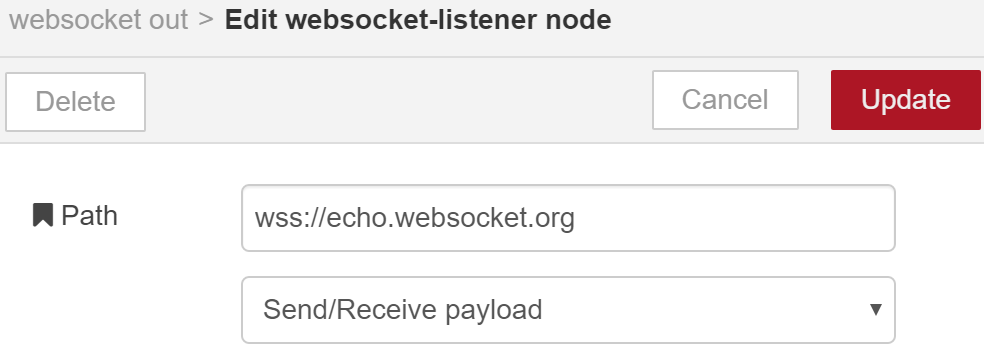 websocket out > Edit websocket-listener node
Delete Cancel Update
Path wss://echo.websocket.org
Send/Receive payload